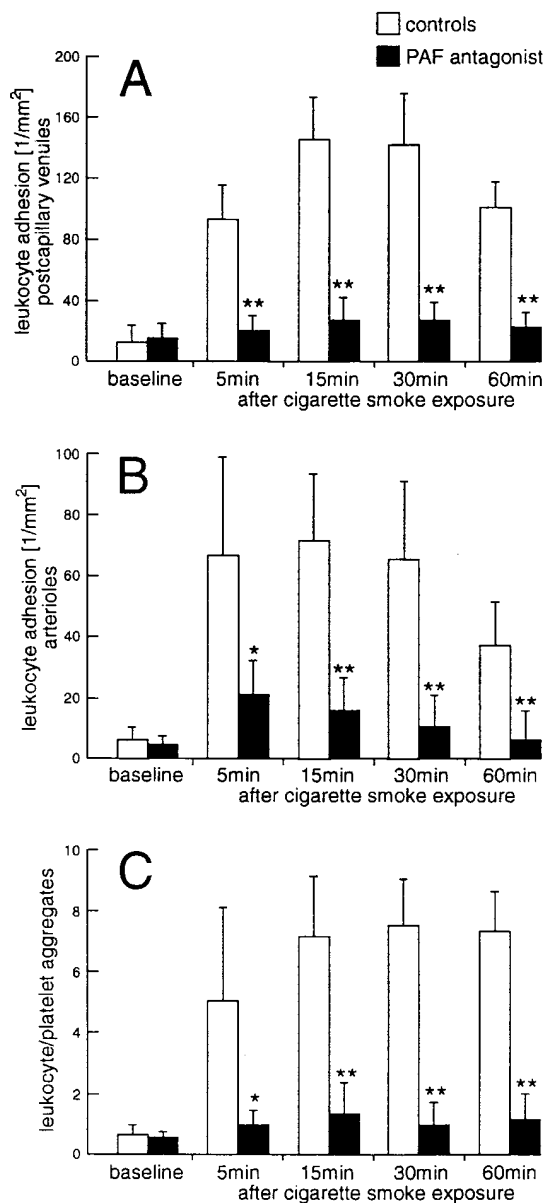 controls
PAF antagonist
A
leukocyte adhesion [1/mm²]
postcapillary venules
200
160
120
80
40
0
** ** ** **
baseline 5min 15min 30min 60min
after cigarette smoke exposure
B
leukocyte adhesion [1/mm²]
arterioles
100
80
60
40
20
0
* ** ** **
baseline 5min 15min 30min 60min
after cigarette smoke exposure
C
leukocyte/platelet aggregates
10
8
6
4
2
0
* ** ** **
baseline 5min 15min 30min 60min
after cigarette smoke exposure